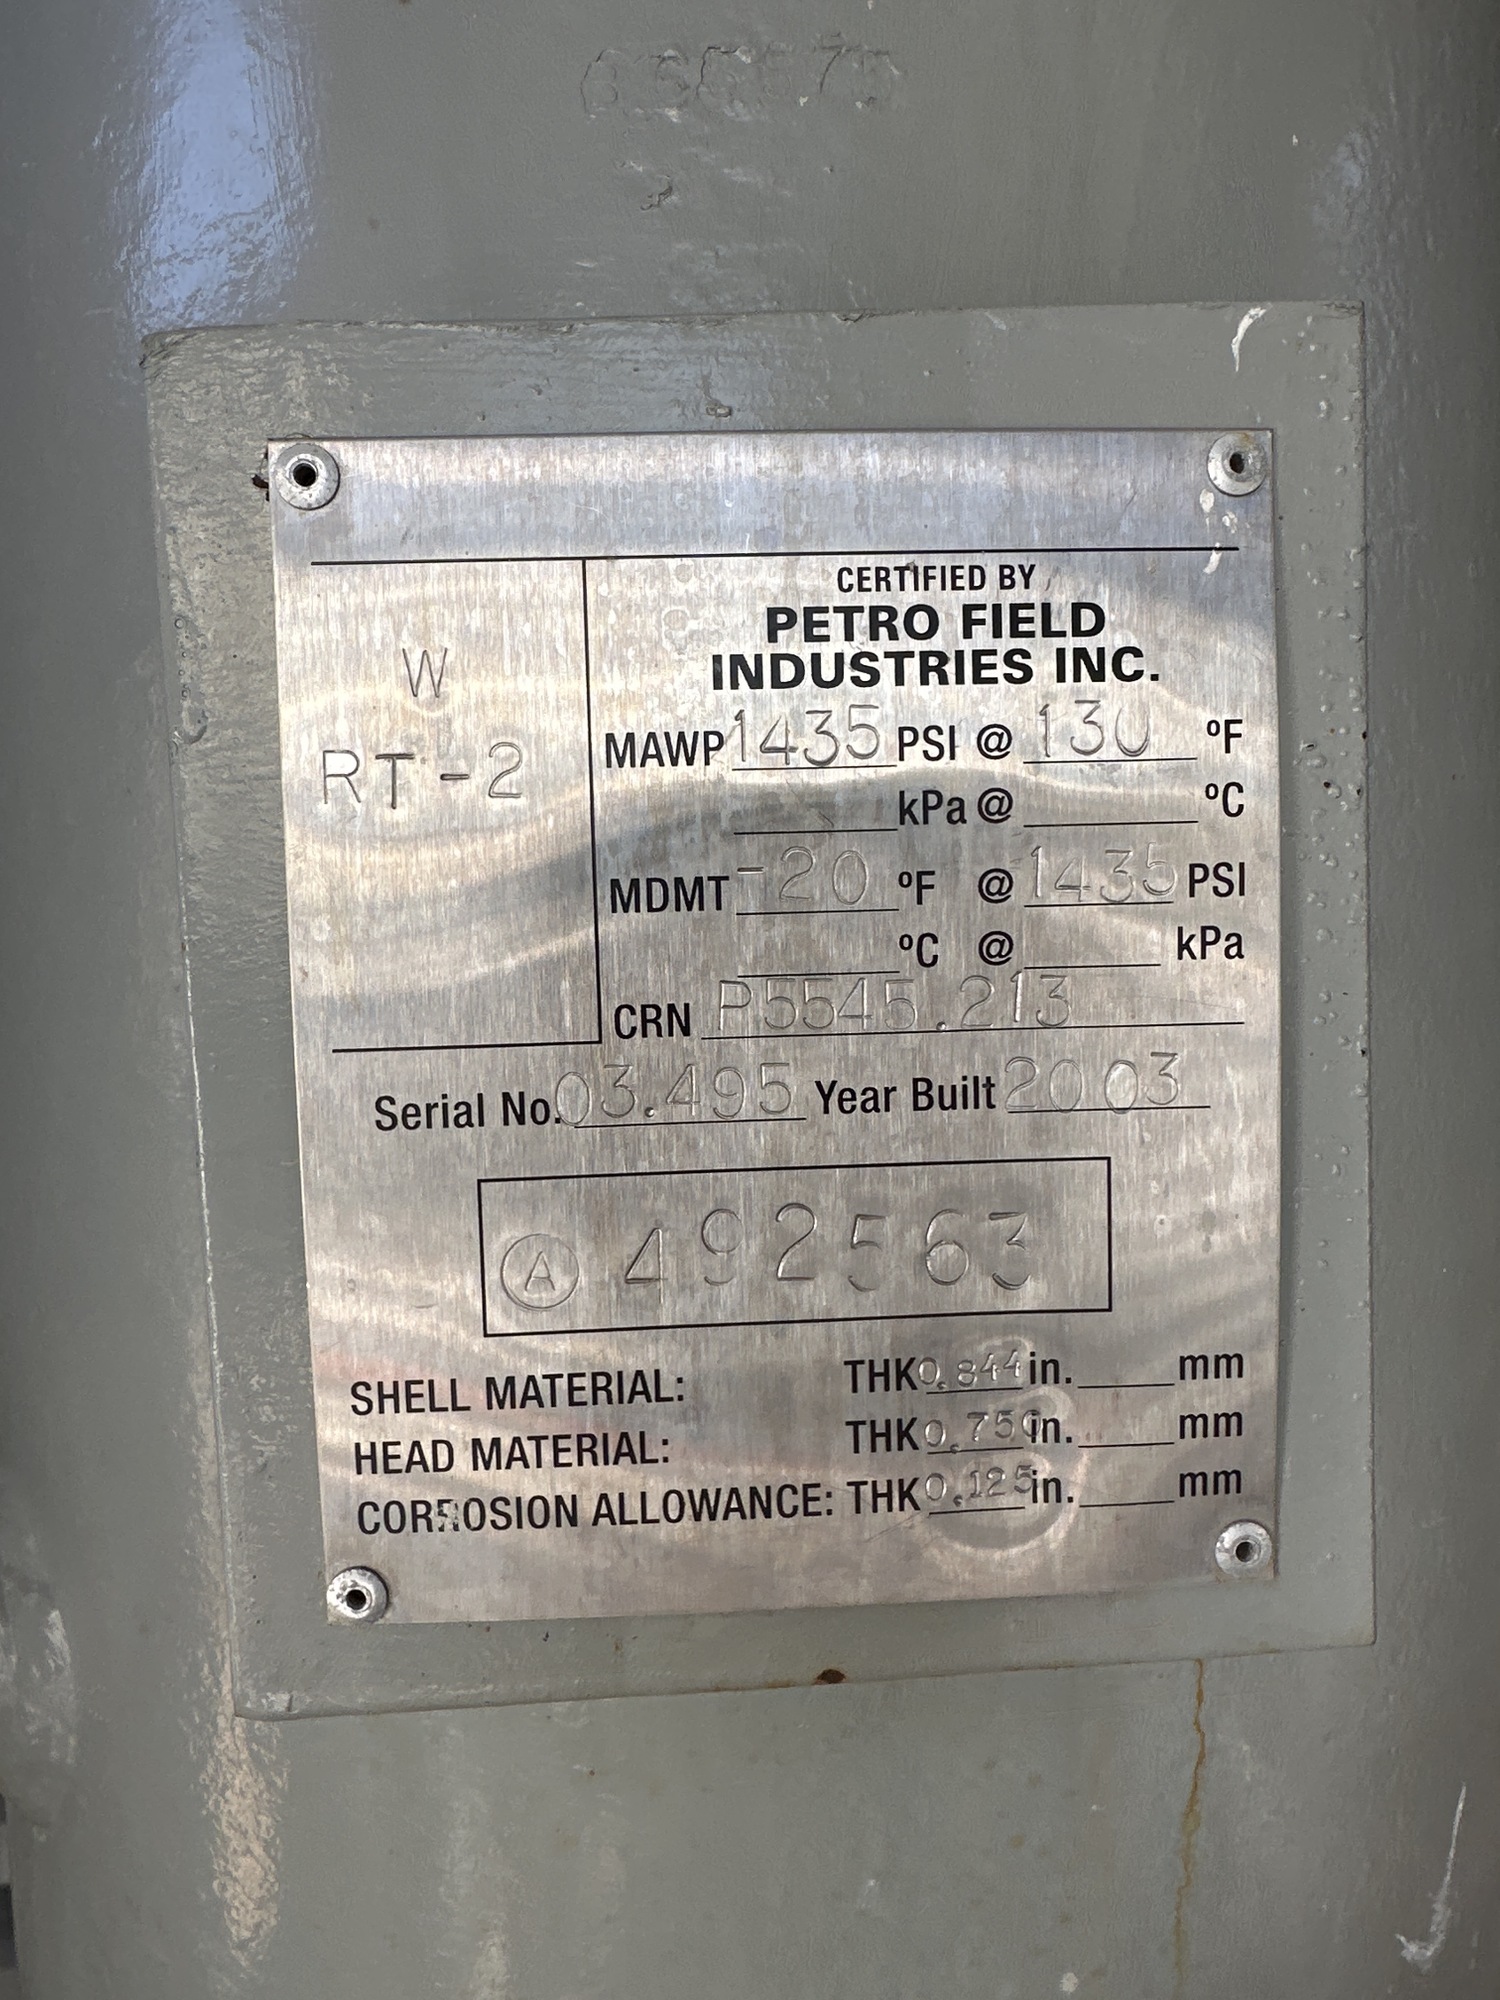 W
RT-2
CERTIFIED BY
PETRO FIELD
INDUSTRIES INC.
MAWP 1435 PSI @ 130 ºF
kPa @ ºC
MDMT -20 ºF @ 1435 PSI
ºC @ kPa
CRN P5545.213
Serial No. 03.495 Year Built 2003
A 492563
SHELL MATERIAL: THK 0.844 in. mm
HEAD MATERIAL: THK 0.750 in. mm
CORROSION ALLOWANCE: THK 0.125 in. mm